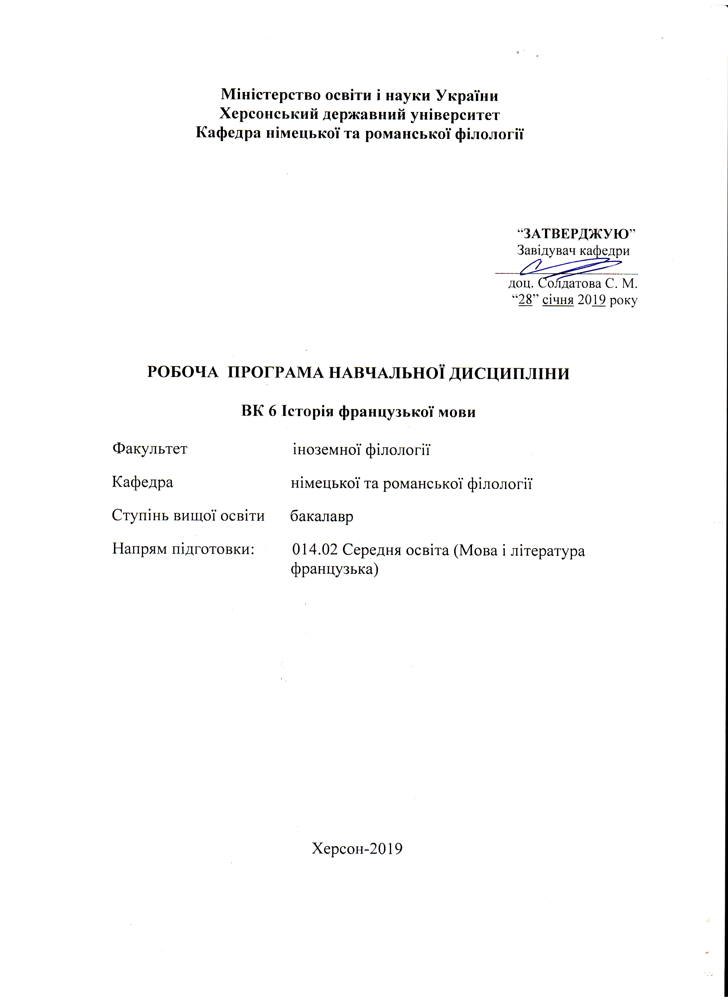 Міністерство освіти і науки України
Херсонський державний університет
Кафедра німецької та романської філології
“ЗАТВЕРДЖУЮ”
Завідувач кафедри
доц. Солдатова С. М.
“28” січня 2019 року
РОБОЧА ПРОГРАМА НАВЧАЛЬНОЇ ДИСЦИПЛІНИ
ВК 6 Історія французької мови
Факультет іноземної філології
Кафедра німецької та романської філології
Ступінь вищої освіти бакалавр
Напрям підготовки: 014.02 Середня освіта (Мова і література
французька)
Херсон-2019